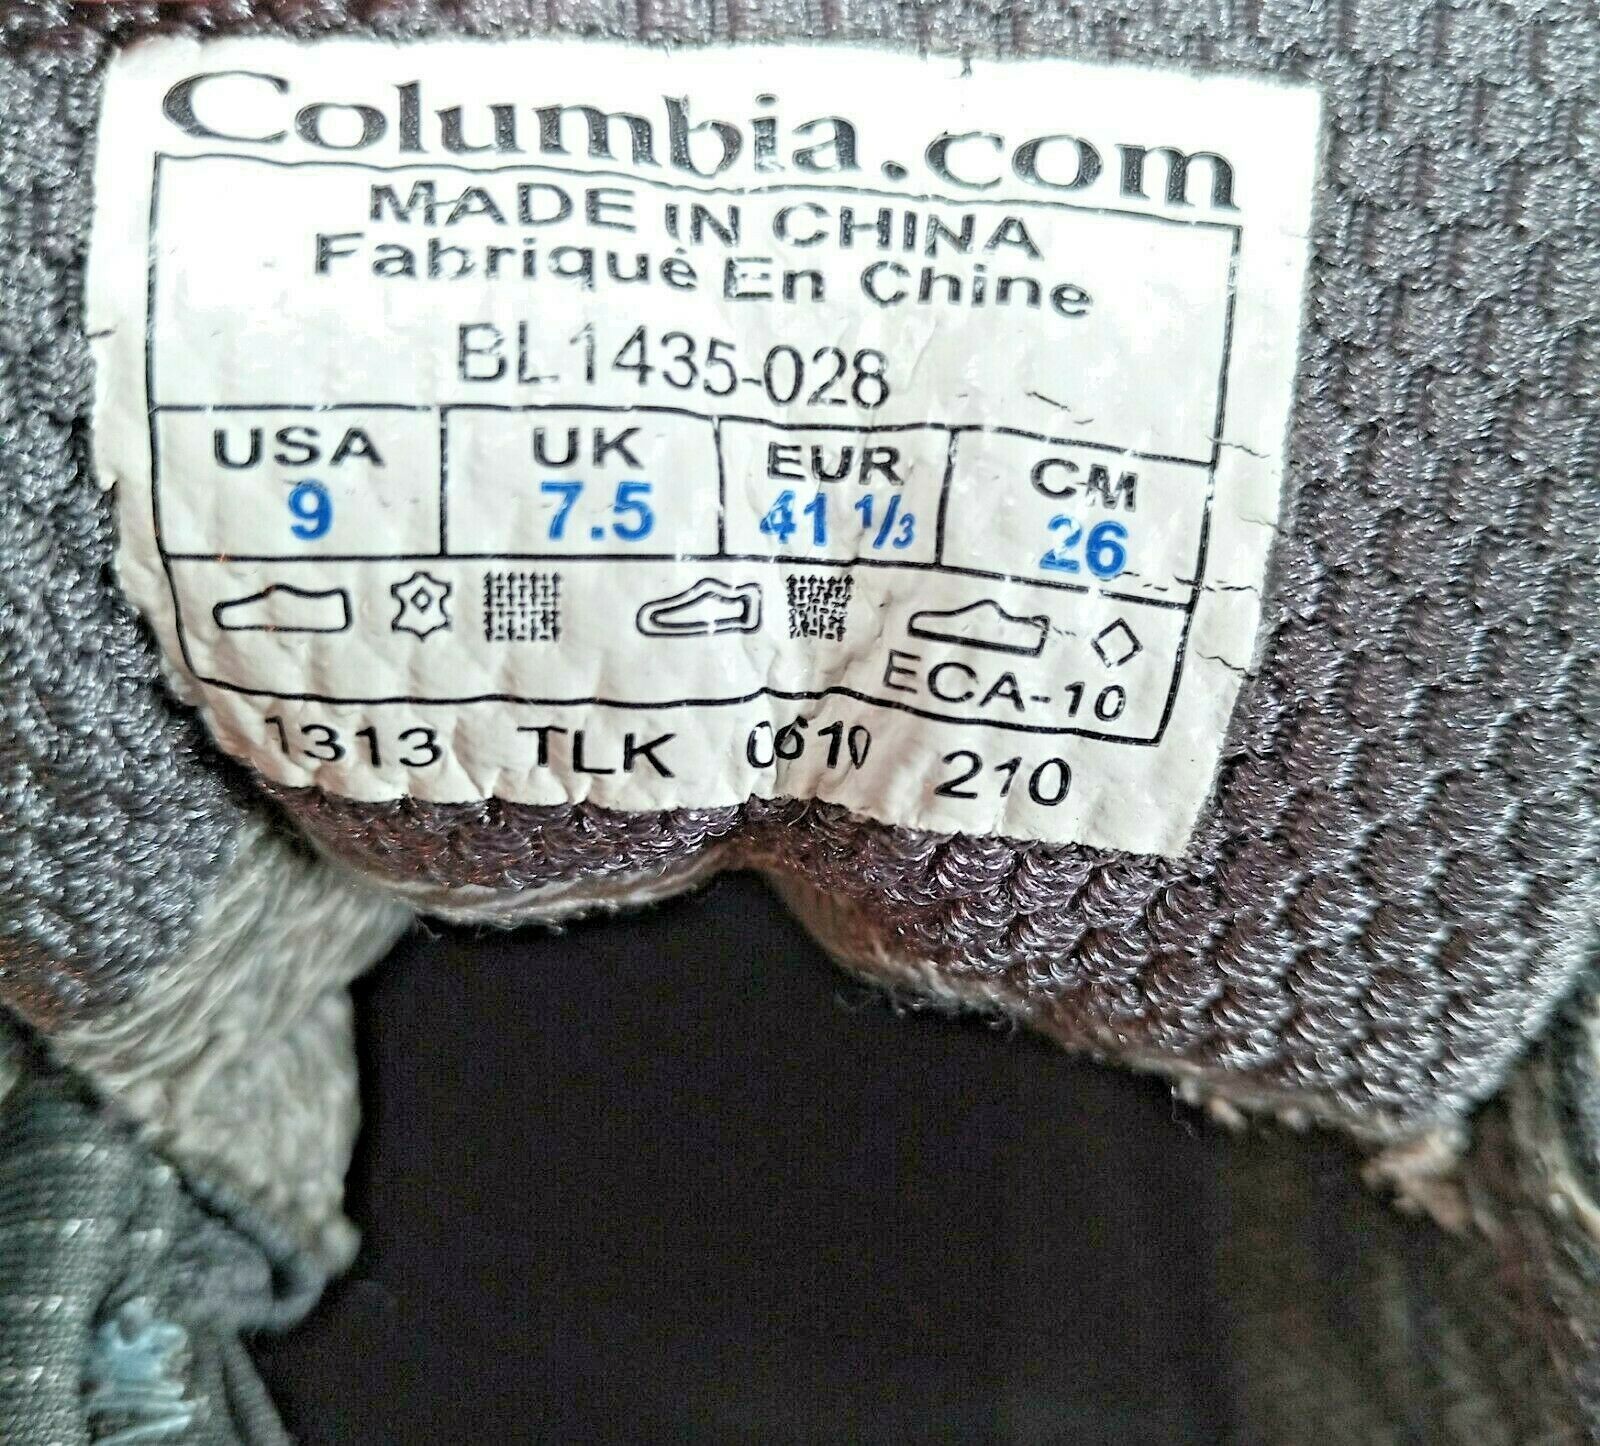 Columbia.com
MADE IN CHINA
Fabriqué En Chine
BL1435-028
USA UK EUR CM
9 7.5 41 1/3 26
ECA-10
1313 TLK 0610 210